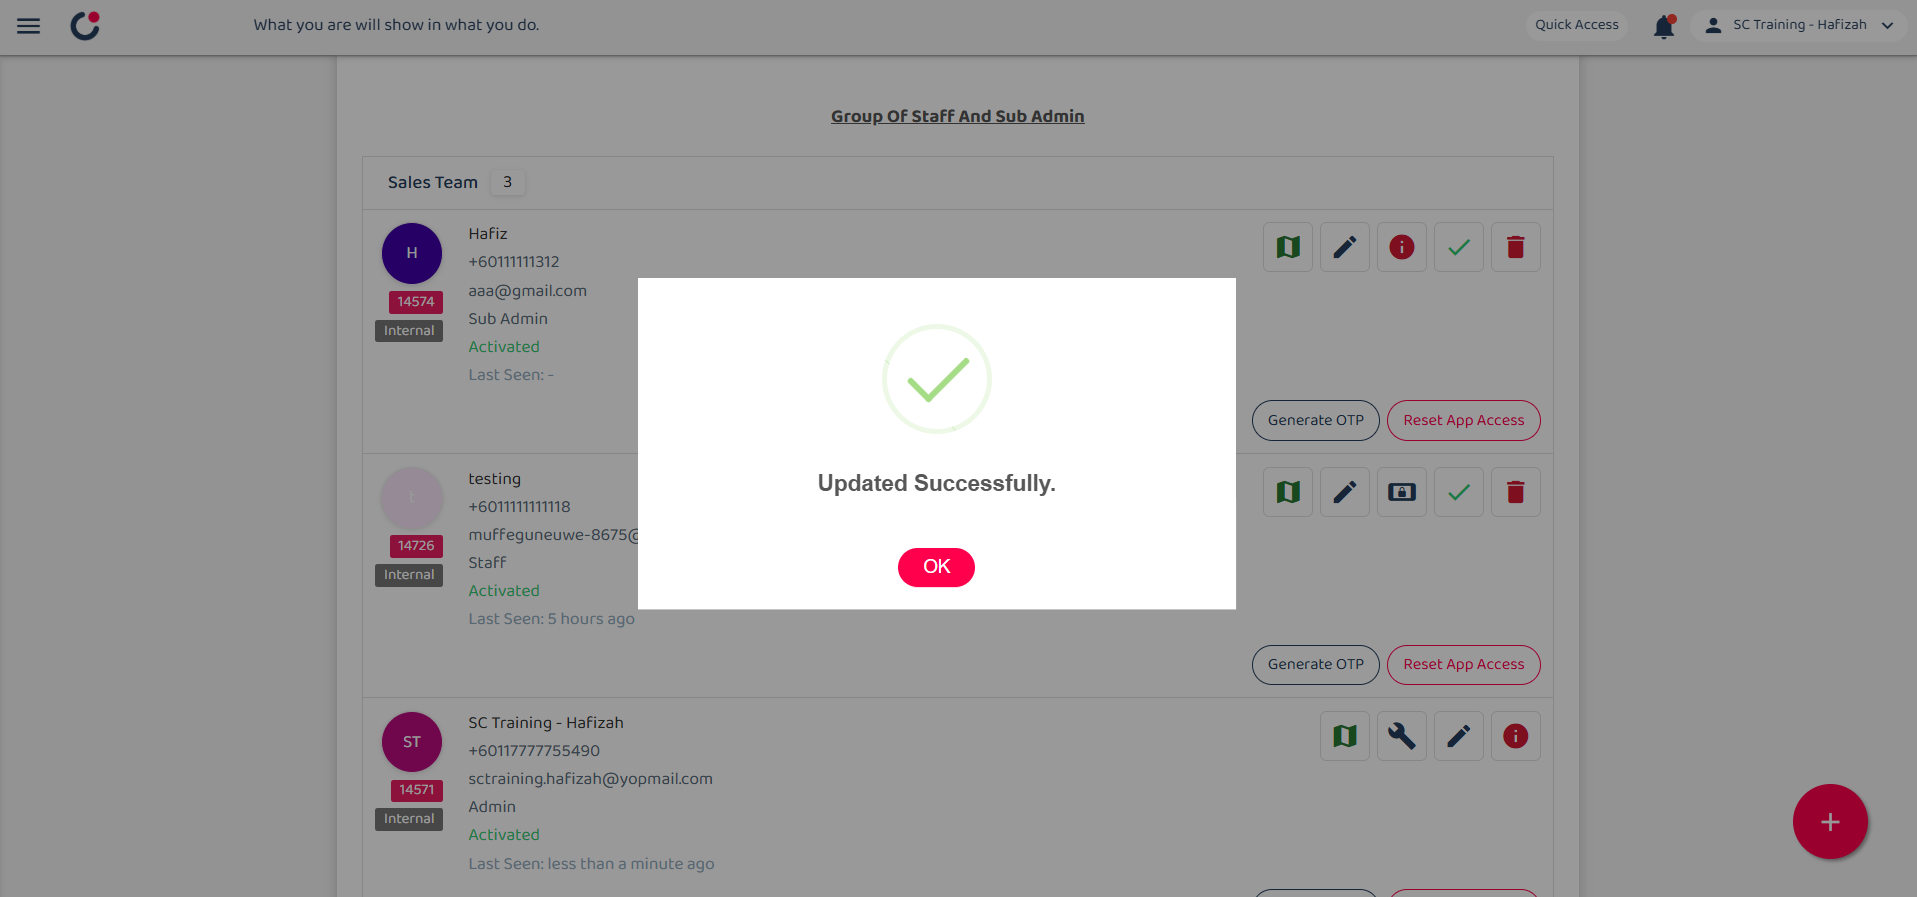 What you are will show in what you do.
Quick Access
SC Training - Hafizah
Group Of Staff And Sub Admin
Sales Team 3
H
14574
Internal
Hafiz
+60111111312
aaa@gmail.com
Sub Admin
Activated
Last Seen: -
Generate OTP
Reset App Access
Updated Successfully.
OK
t
14726
Internal
testing
+6011111111118
muffeguneuwe-8675@
Staff
Activated
Last Seen: 5 hours ago
Generate OTP
Reset App Access
ST
14571
Internal
SC Training - Hafizah
+60117777755490
sctraining.hafizah@yopmail.com
Admin
Activated
Last Seen: less than a minute ago